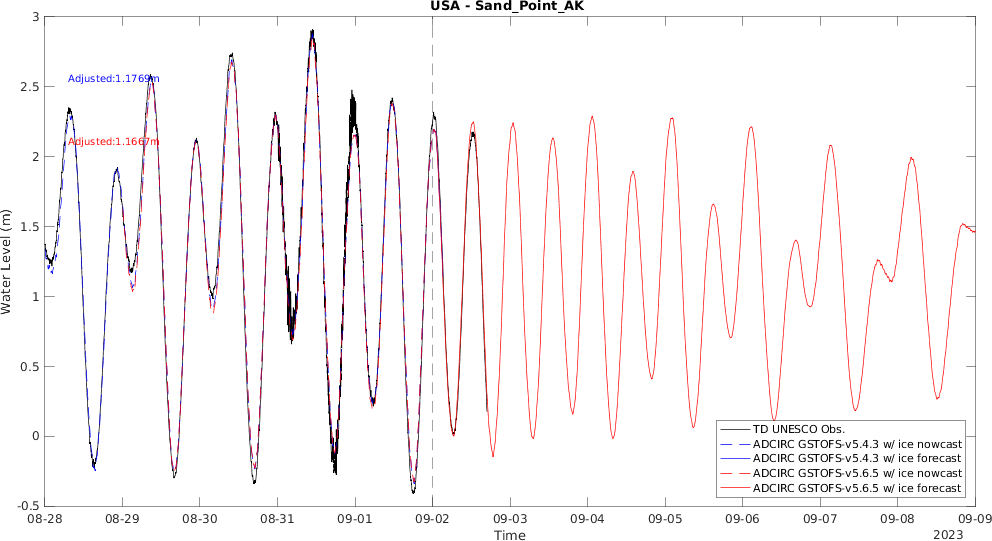 USA - Sand_Point_AK
3
2.5
2
1.5
1
0.5
0
-0.5
Water Level (m)
Adjusted:1.1769m
Adjusted:1.1667m
TD UNESCO Obs.
ADCIRC GSTOFS-v5.4.3 w/ ice nowcast
ADCIRC GSTOFS-v5.4.3 w/ ice forecast
ADCIRC GSTOFS-v5.6.5 w/ ice nowcast
ADCIRC GSTOFS-v5.6.5 w/ ice forecast
08-28 08-29 08-30 08-31 09-01 09-02 09-03 09-04 09-05 09-06 09-07 09-08 09-09
Time
2023